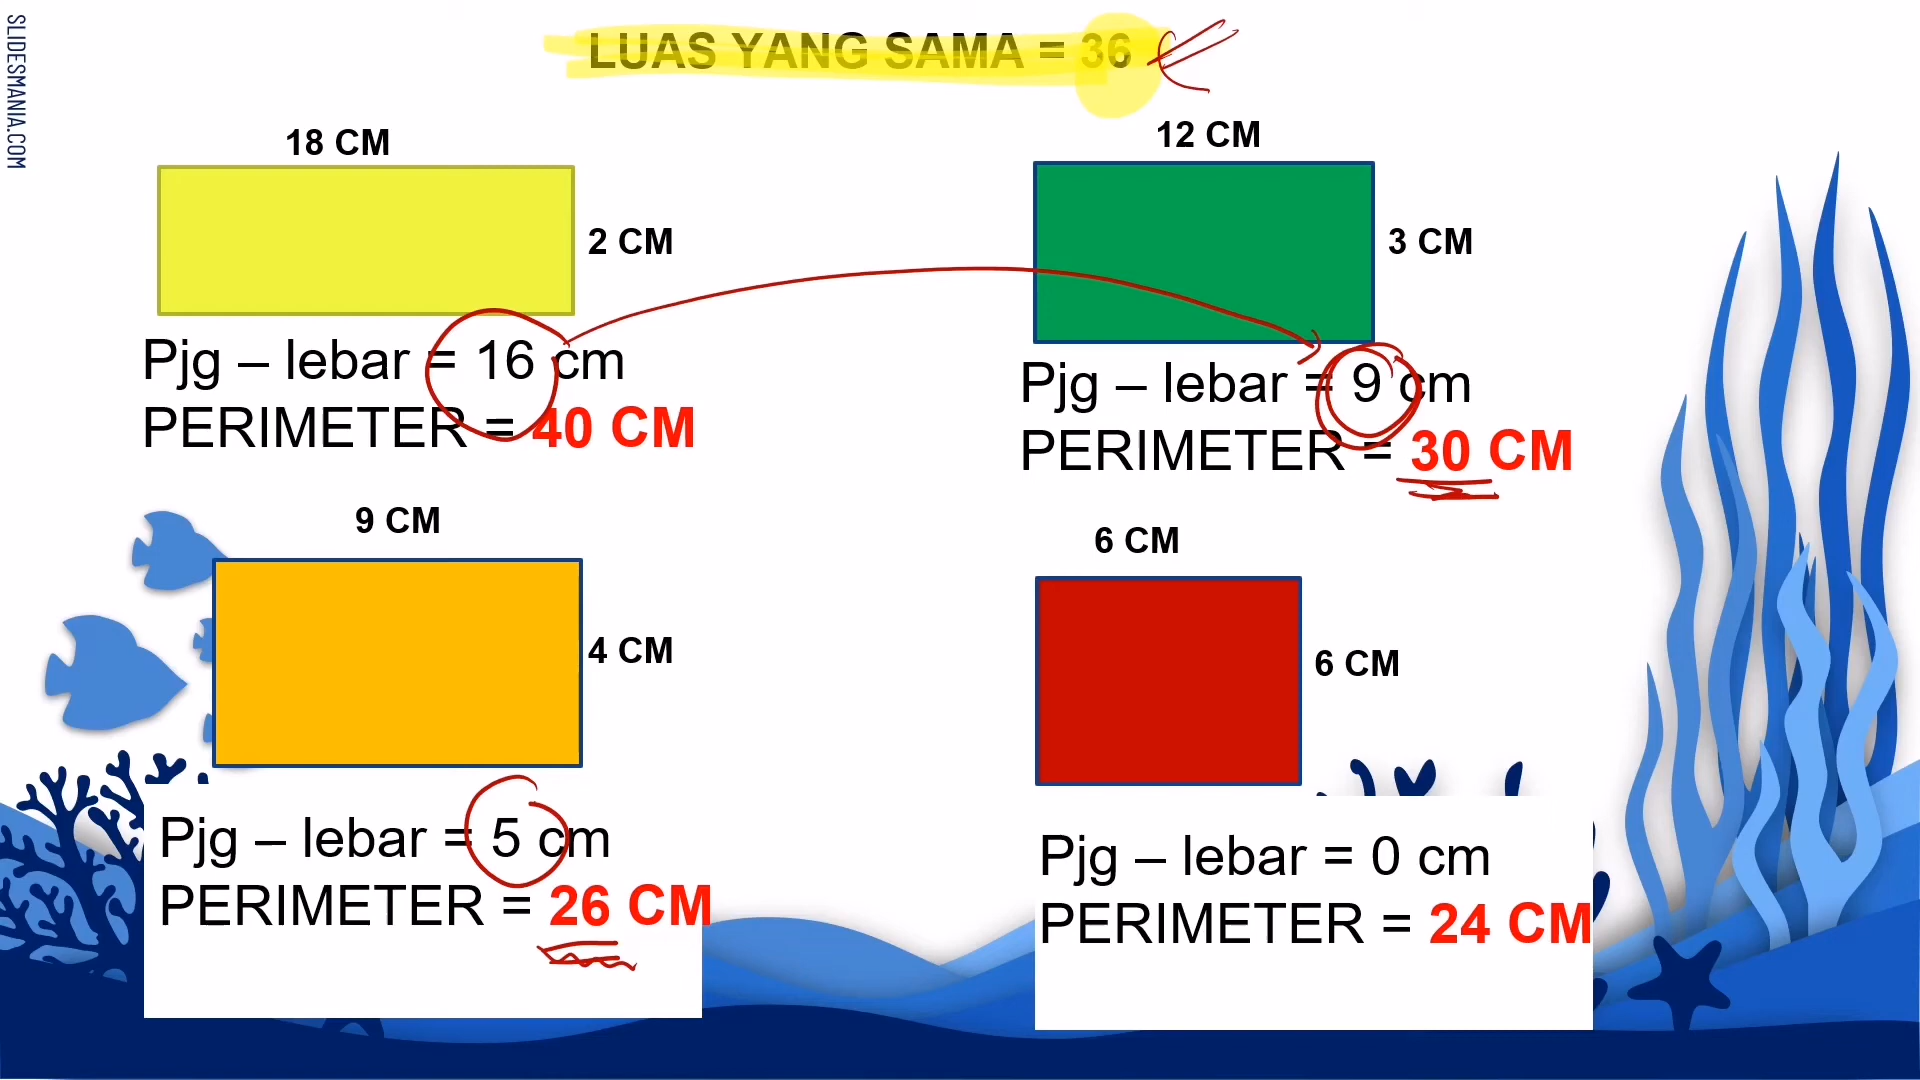 SLIDESMANIA.COM
LUAS YANG SAMA = 36
18 CM
2 CM
Pjg – lebar = 16 cm
PERIMETER = 40 CM
12 CM
3 CM
Pjg – lebar = 9 cm
PERIMETER = 30 CM
9 CM
4 CM
Pjg – lebar = 5 cm
PERIMETER = 26 CM
6 CM
6 CM
Pjg – lebar = 0 cm
PERIMETER = 24 CM